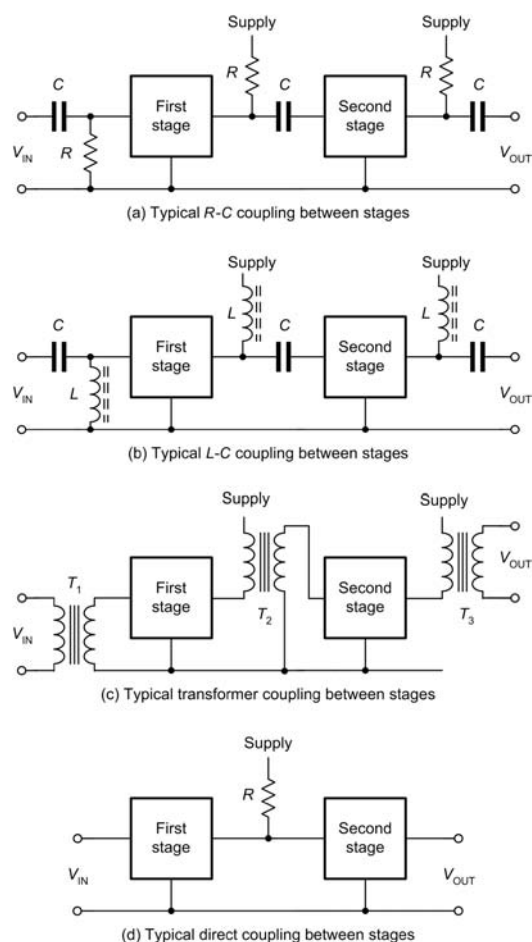 Supply
Supply
C
R
C
R
C
First
stage
Second
stage
V_IN
R
V_OUT
(a) Typical R-C coupling between stages
Supply
Supply
C
L
C
L
C
First
stage
Second
stage
V_IN
L
V_OUT
(b) Typical L-C coupling between stages
Supply
Supply
T_1
First
stage
Second
stage
V_OUT
V_IN
T_2
T_3
(c) Typical transformer coupling between stages
Supply
R
First
stage
Second
stage
V_IN
V_OUT
(d) Typical direct coupling between stages